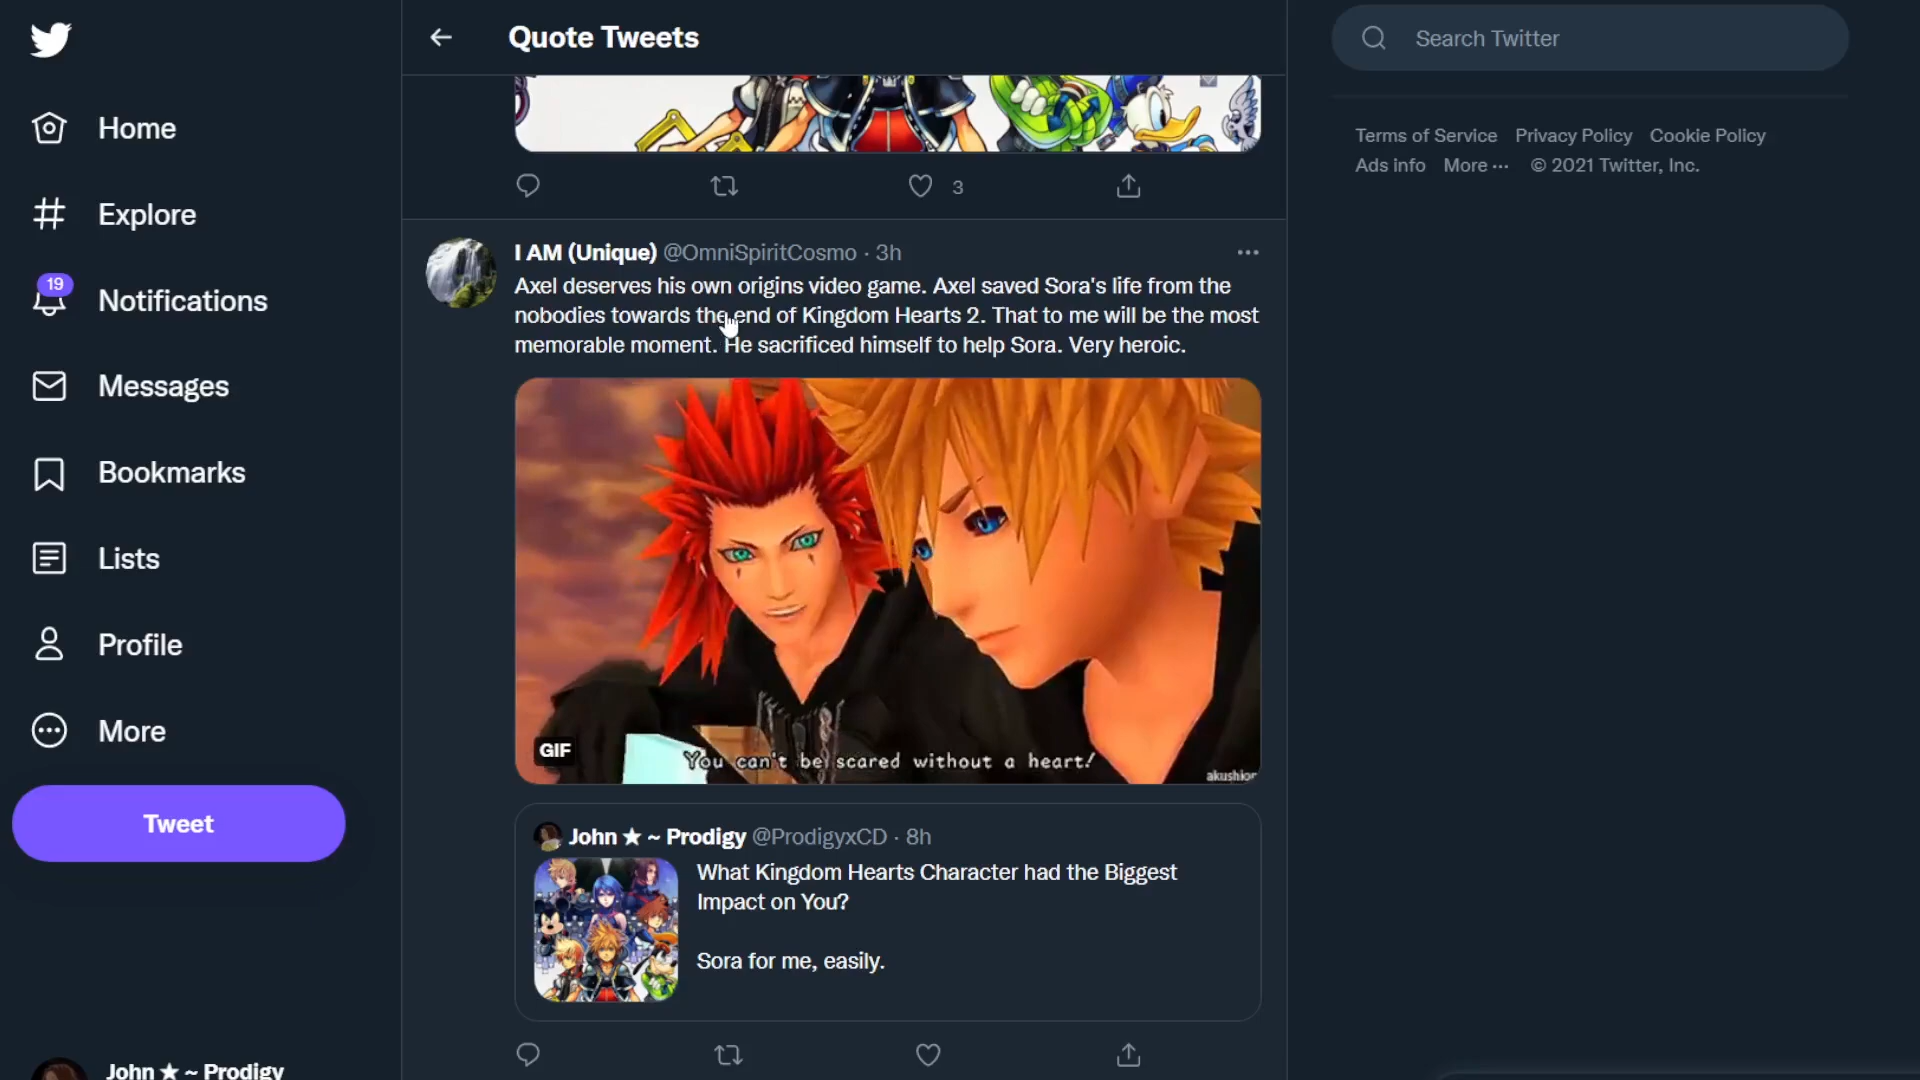 Quote Tweets
Search Twitter
Home
Explore
19
Notifications
Messages
Bookmarks
Lists
Profile
More
Tweet
John ★ ~ Prodigy
3
I AM (Unique) @OmniSpiritCosmo · 3h
Axel deserves his own origins video game. Axel saved Sora's life from the
nobodies towards the end of Kingdom Hearts 2. That to me will be the most
memorable moment. He sacrificed himself to help Sora. Very heroic.
GIF
You can't be scared without a heart!
John ★ ~ Prodigy @ProdigyxCD · 8h
What Kingdom Hearts Character had the Biggest
Impact on You?
Sora for me, easily.
Terms of Service Privacy Policy Cookie Policy
Ads info More ··· © 2021 Twitter, Inc.